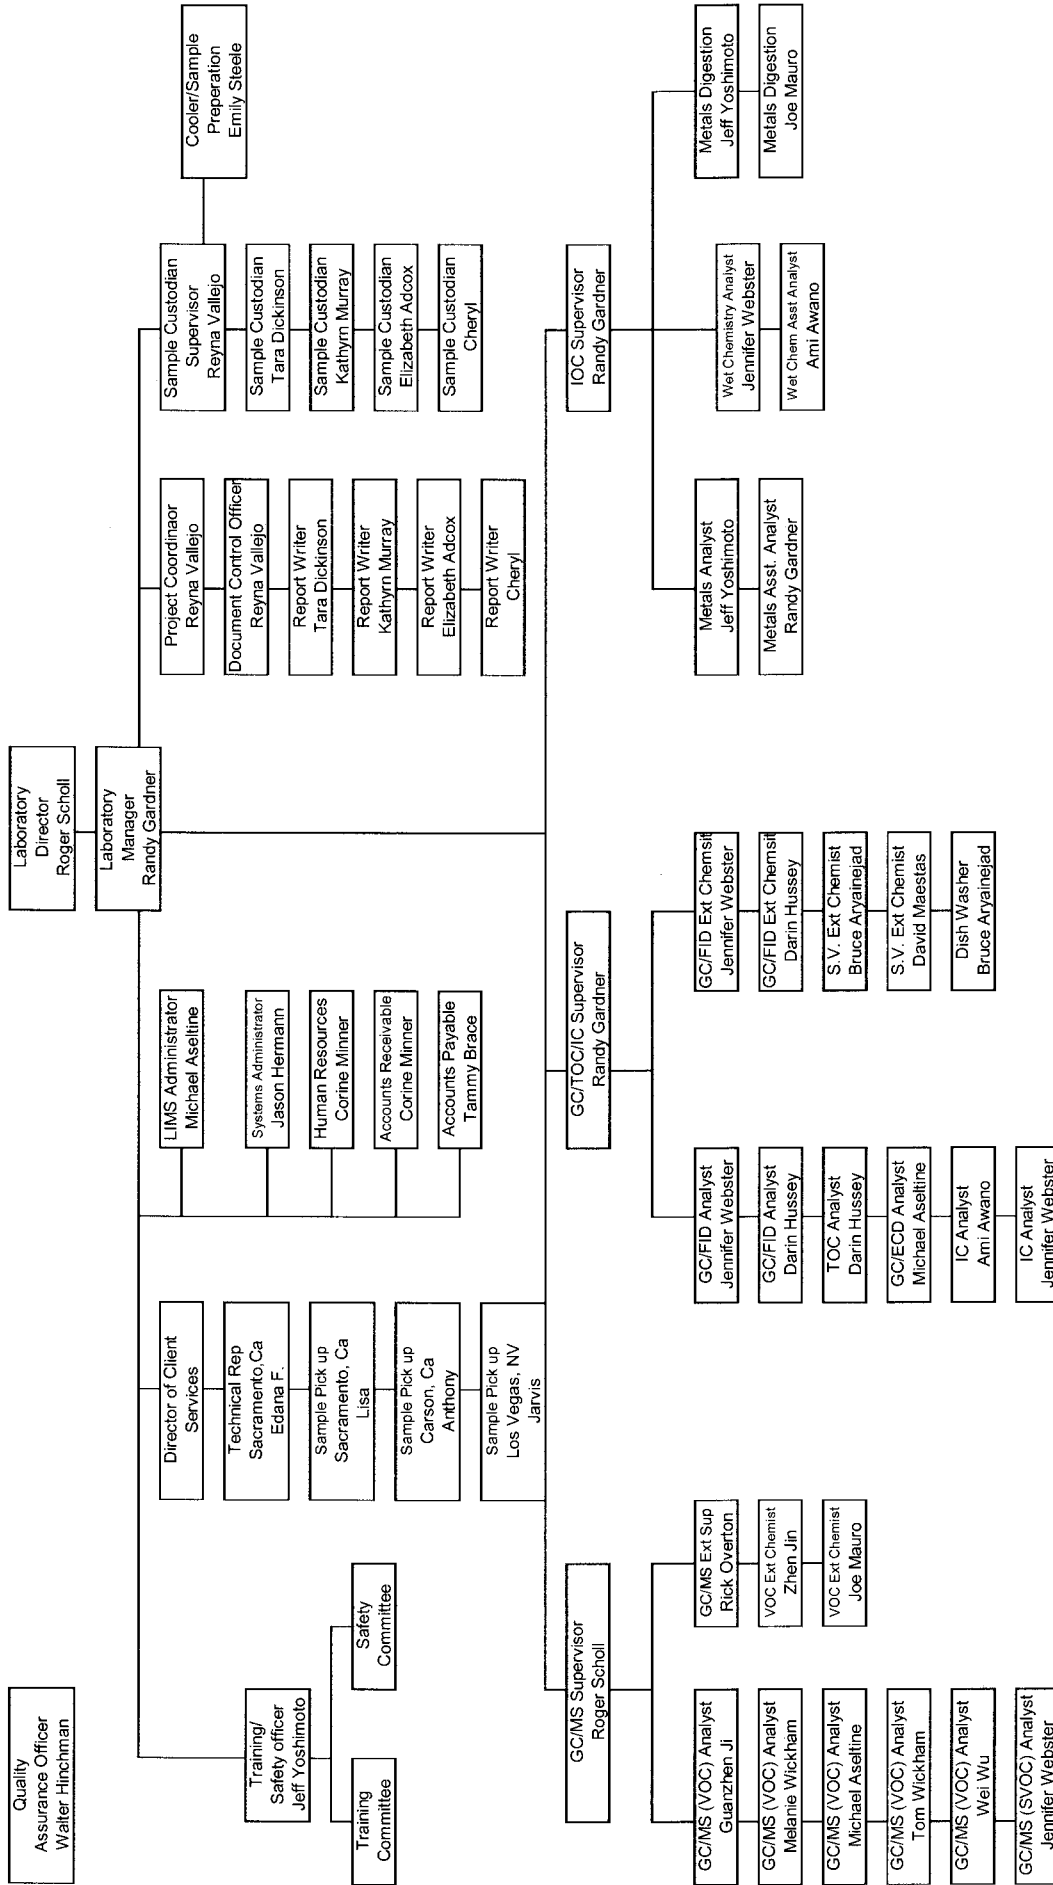 Quality
Assurance Officer
Walter Hinchman
Laboratory
Director
Roger Scholl
Laboratory
Manager
Randy Gardner
Training/
Safety officer
Jeff Yoshimoto
Training
Committee
Safety
Committee
Director of Client
Services
Technical Rep
Sacramento,Ca
Edana F.
Sample Pick up
Sacramento, Ca
Lisa
Sample Pick up
Carson, Ca
Anthony
Sample Pick up
Los Vegas, NV
Jarvis
LIMS Administrator
Michael Aseltine
Systems Administrator
Jason Hermann
Human Resources
Corine Minner
Accounts Receivable
Corine Minner
Accounts Payable
Tammy Brace
Project Coordinaor
Reyna Vallejo
Document Control Officer
Reyna Vallejo
Report Writer
Tara Dickinson
Report Writer
Kathyrn Murray
Report Writer
Elizabeth Adcox
Report Writer
Cheryl
Sample Custodian
Supervisor
Reyna Vallejo
Sample Custodian
Tara Dickinson
Sample Custodian
Kathyrn Murray
Sample Custodian
Elizabeth Adcox
Sample Custodian
Cheryl
Cooler/Sample
Preperation
Emily Steele
GC/MS Supervisor
Roger Scholl
GC/MS (VOC) Analyst
Guanzhen Ji
GC/MS (VOC) Analyst
Melanie Wickham
GC/MS (VOC) Analyst
Michael Aseltine
GC/MS (VOC) Analyst
Tom Wickham
GC/MS (VOC) Analyst
Wei Wu
GC/MS (SVOC) Analyst
Jennifer Webster
GC/MS Ext Sup
Rick Overton
VOC Ext Chemist
Zhen Jin
VOC Ext Chemist
Joe Mauro
GC/TOC/IC Supervisor
Randy Gardner
GC/FID Analyst
Jennifer Webster
GC/FID Analyst
Darin Hussey
TOC Analyst
Darin Hussey
GC/ECD Analyst
Michael Aseltine
IC Analyst
Ami Awano
IC Analyst
Jennifer Webster
GC/FID Ext Chemsit
Jennifer Webster
GC/FID Ext Chemsit
Darin Hussey
S.V. Ext Chemist
Bruce Aryainejad
S.V. Ext Chemist
David Maestas
Dish Washer
Bruce Aryainejad
IOC Supervisor
Randy Gardner
Metals Analyst
Jeff Yoshimoto
Metals Asst. Analyst
Randy Gardner
Wet Chemistry Analyst
Jennifer Webster
Wet Chem Asst Analyst
Ami Awano
Metals Digestion
Jeff Yoshimoto
Metals Digestion
Joe Mauro